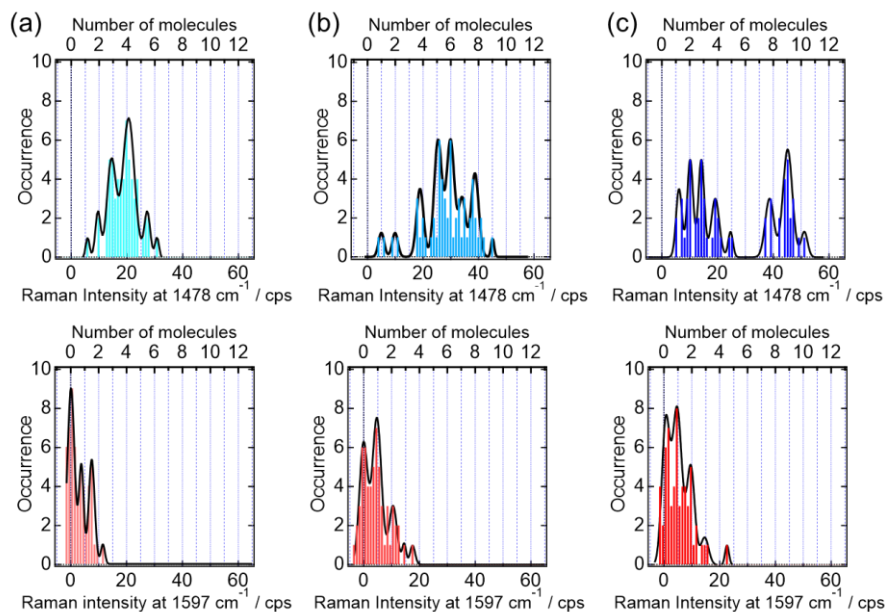 (a) Number of molecules
0 2 4 6 8 10 12
10
8
6
4
2
0
Occurrence
0 20 40 60
Raman Intensity at 1478 cm⁻¹ / cps
(b) Number of molecules
0 2 4 6 8 10 12
10
8
6
4
2
0
Occurrence
0 20 40 60
Raman Intensity at 1478 cm⁻¹ / cps
(c) Number of molecules
0 2 4 6 8 10 12
10
8
6
4
2
0
Occurrence
0 20 40 60
Raman Intensity at 1478 cm⁻¹ / cps
Number of molecules
0 2 4 6 8 10 12
10
8
6
4
2
0
Occurrence
0 20 40 60
Raman intensity at 1597 cm⁻¹ / cps
Number of molecules
0 2 4 6 8 10 12
10
8
6
4
2
0
Occurrence
0 20 40 60
Raman Intensity at 1597 cm⁻¹ / cps
Number of molecules
0 2 4 6 8 10 12
10
8
6
4
2
0
Occurrence
0 20 40 60
Raman Intensity at 1597 cm⁻¹ / cps